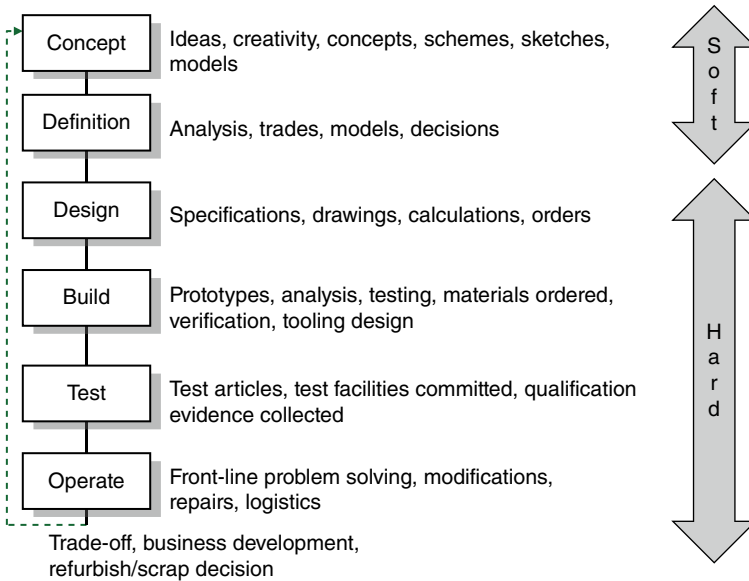 Concept
Ideas, creativity, concepts, schemes, sketches,
models
Definition
Analysis, trades, models, decisions
Design
Specifications, drawings, calculations, orders
Build
Prototypes, analysis, testing, materials ordered,
verification, tooling design
Test
Test articles, test facilities committed, qualification
evidence collected
Operate
Front-line problem solving, modifications,
repairs, logistics
Trade-off, business development,
refurbish/scrap decision
S
o
f
t
H
a
r
d